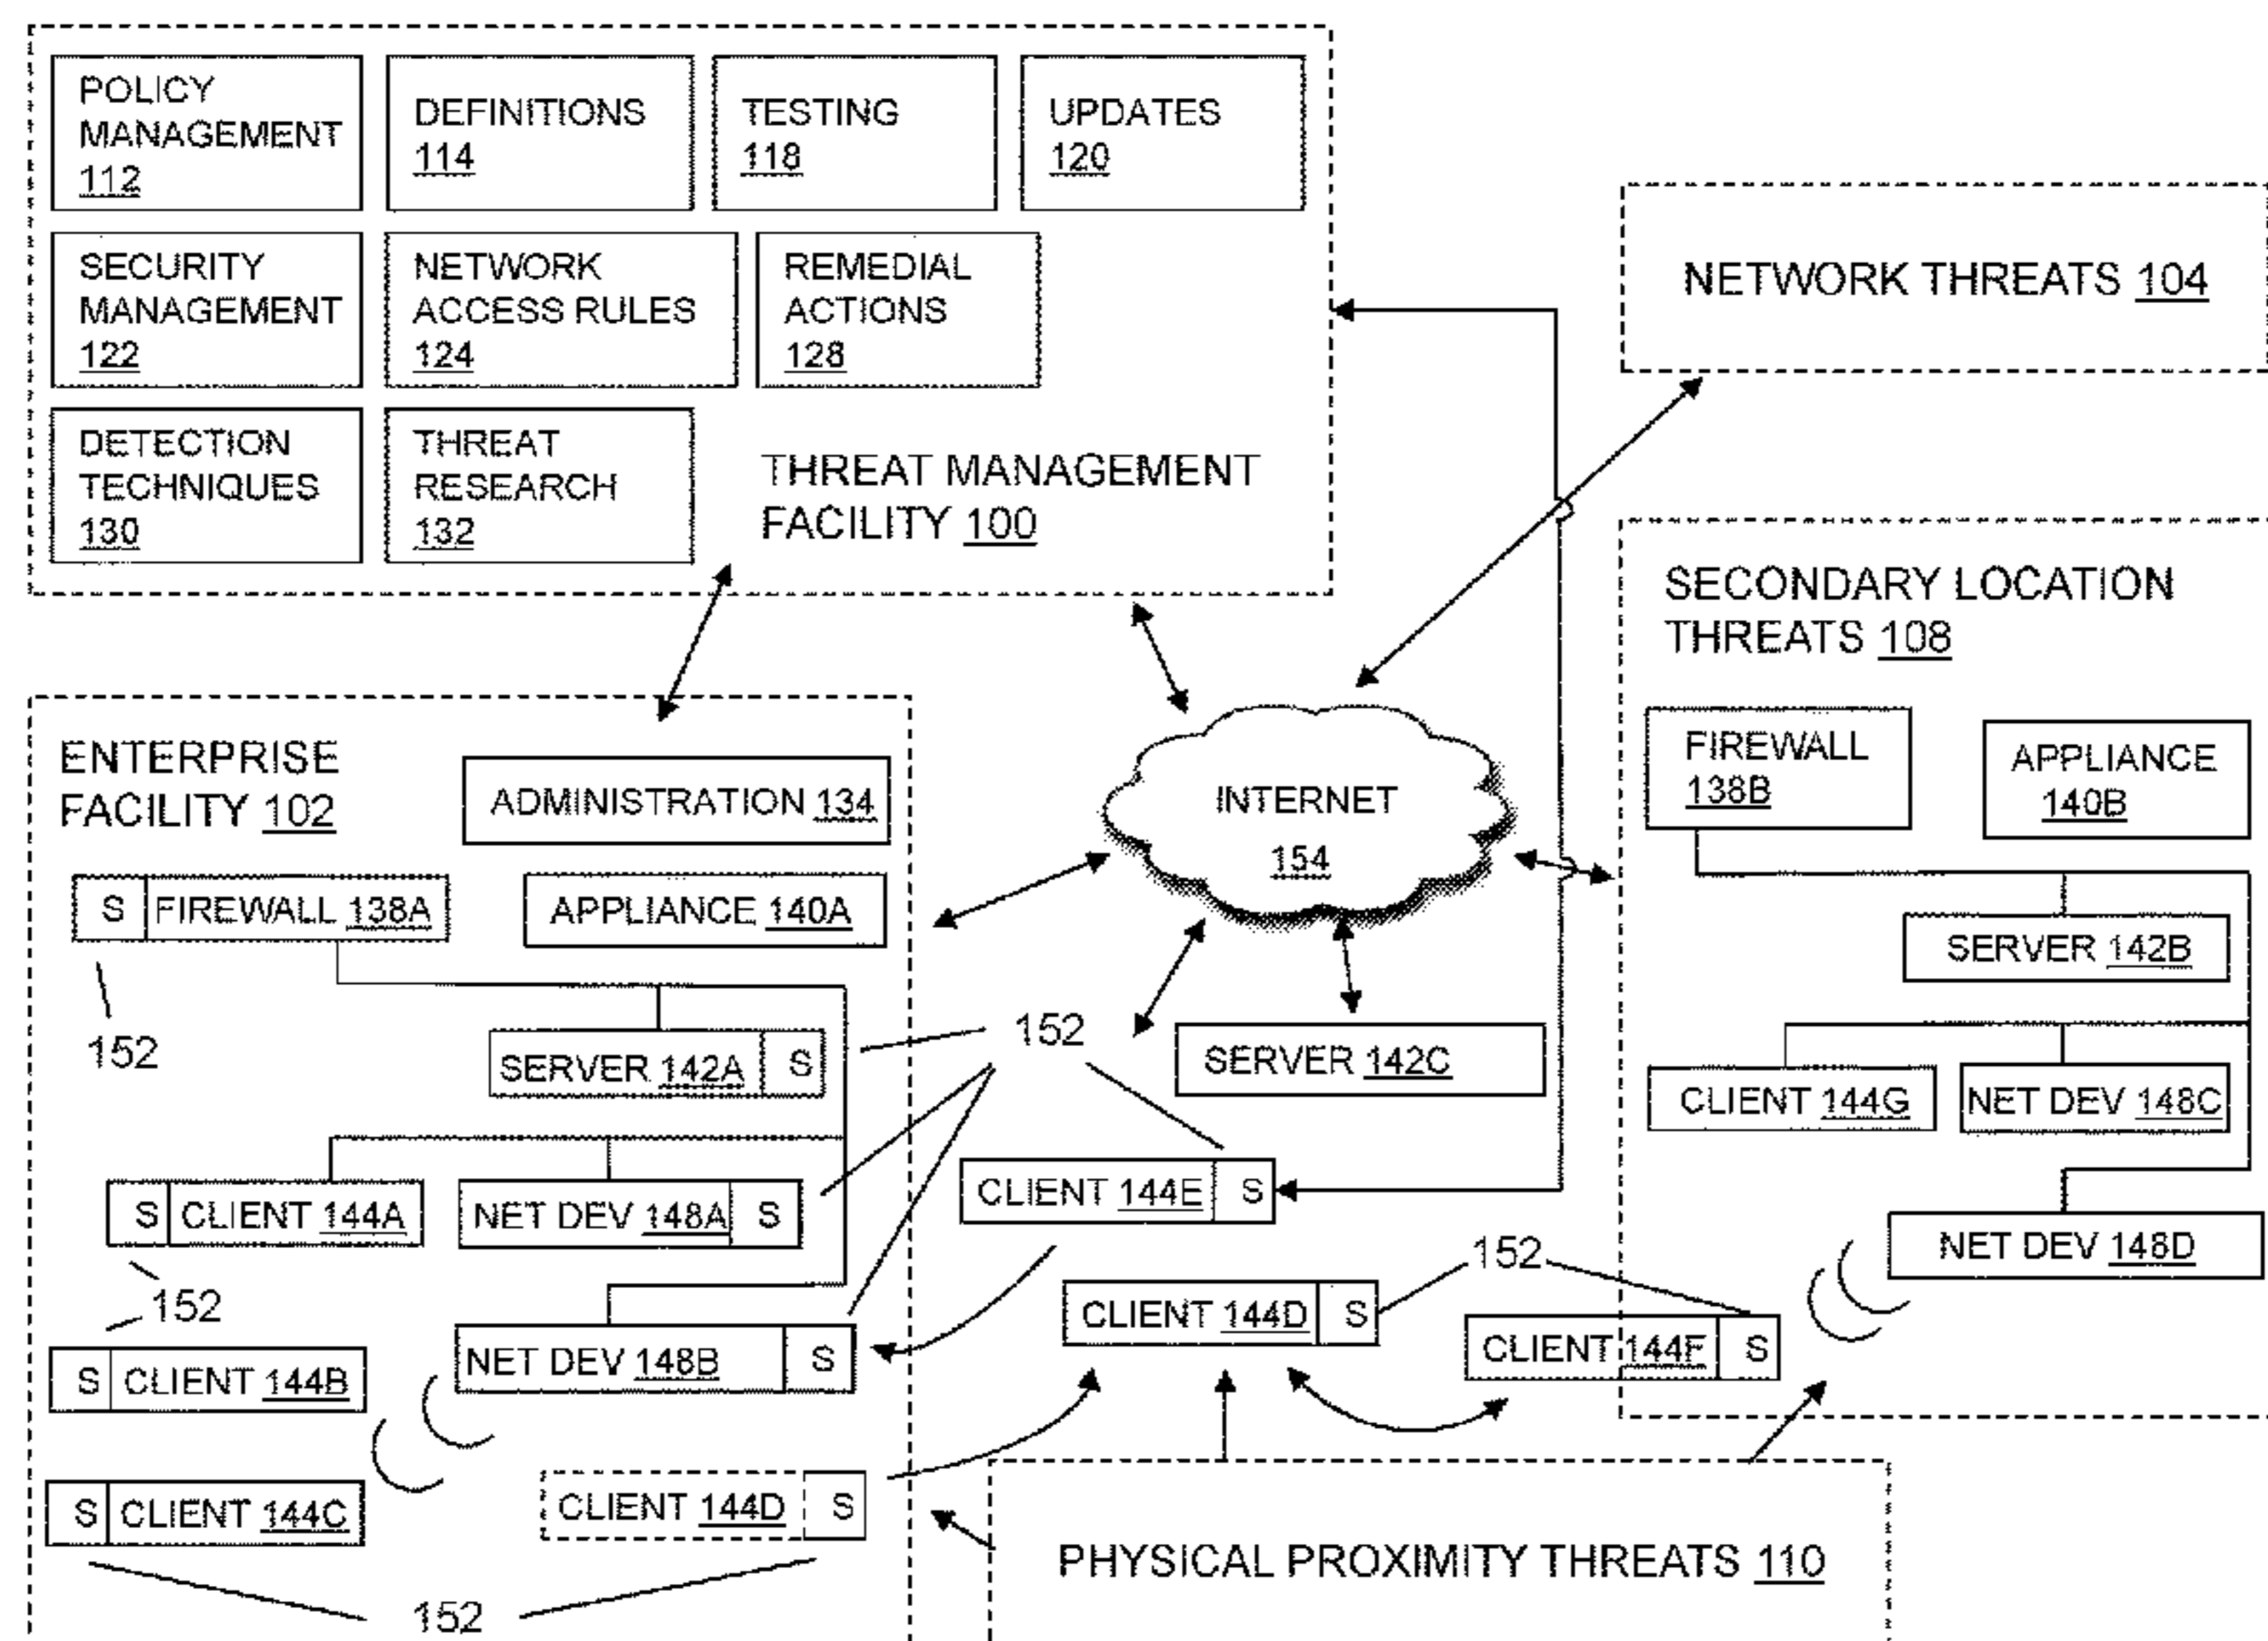 POLICY
MANAGEMENT
112
DEFINITIONS
114
TESTING
118
UPDATES
120
SECURITY
MANAGEMENT
122
NETWORK
ACCESS RULES
124
REMEDIAL
ACTIONS
128
DETECTION
TECHNIQUES
130
THREAT
RESEARCH
132
THREAT MANAGEMENT
FACILITY 100
NETWORK THREATS 104
SECONDARY LOCATION
THREATS 108
FIREWALL
138B
APPLIANCE
140B
SERVER 142B
CLIENT 144G
NET DEV 148C
NET DEV 148D
INTERNET
154
SERVER 142C
ENTERPRISE
FACILITY 102
ADMINISTRATION 134
S FIREWALL 138A
APPLIANCE 140A
152
SERVER 142A S
152
S CLIENT 144A
NET DEV 148A S
CLIENT 144E S
152
152
CLIENT 144D S
CLIENT 144F S
S CLIENT 144B
NET DEV 148B S
S CLIENT 144C
CLIENT 144D S
152
PHYSICAL PROXIMITY THREATS 110